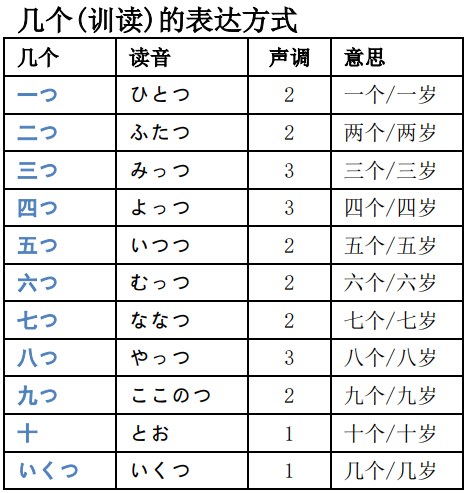 几个(训读)的表达方式
几个 读音 声调 意思
一つ ひとつ 2 一个/一岁
二つ ふたつ 2 两个/两岁
三つ みっつ 3 三个/三岁
四つ よっつ 3 四个/四岁
五つ いつつ 2 五个/五岁
六つ むっつ 2 六个/六岁
七つ ななつ 2 七个/七岁
八つ やっつ 3 八个/八岁
九つ ここのつ 2 九个/九岁
十 とお 1 十个/十岁
いくつ いくつ 1 几个/几岁